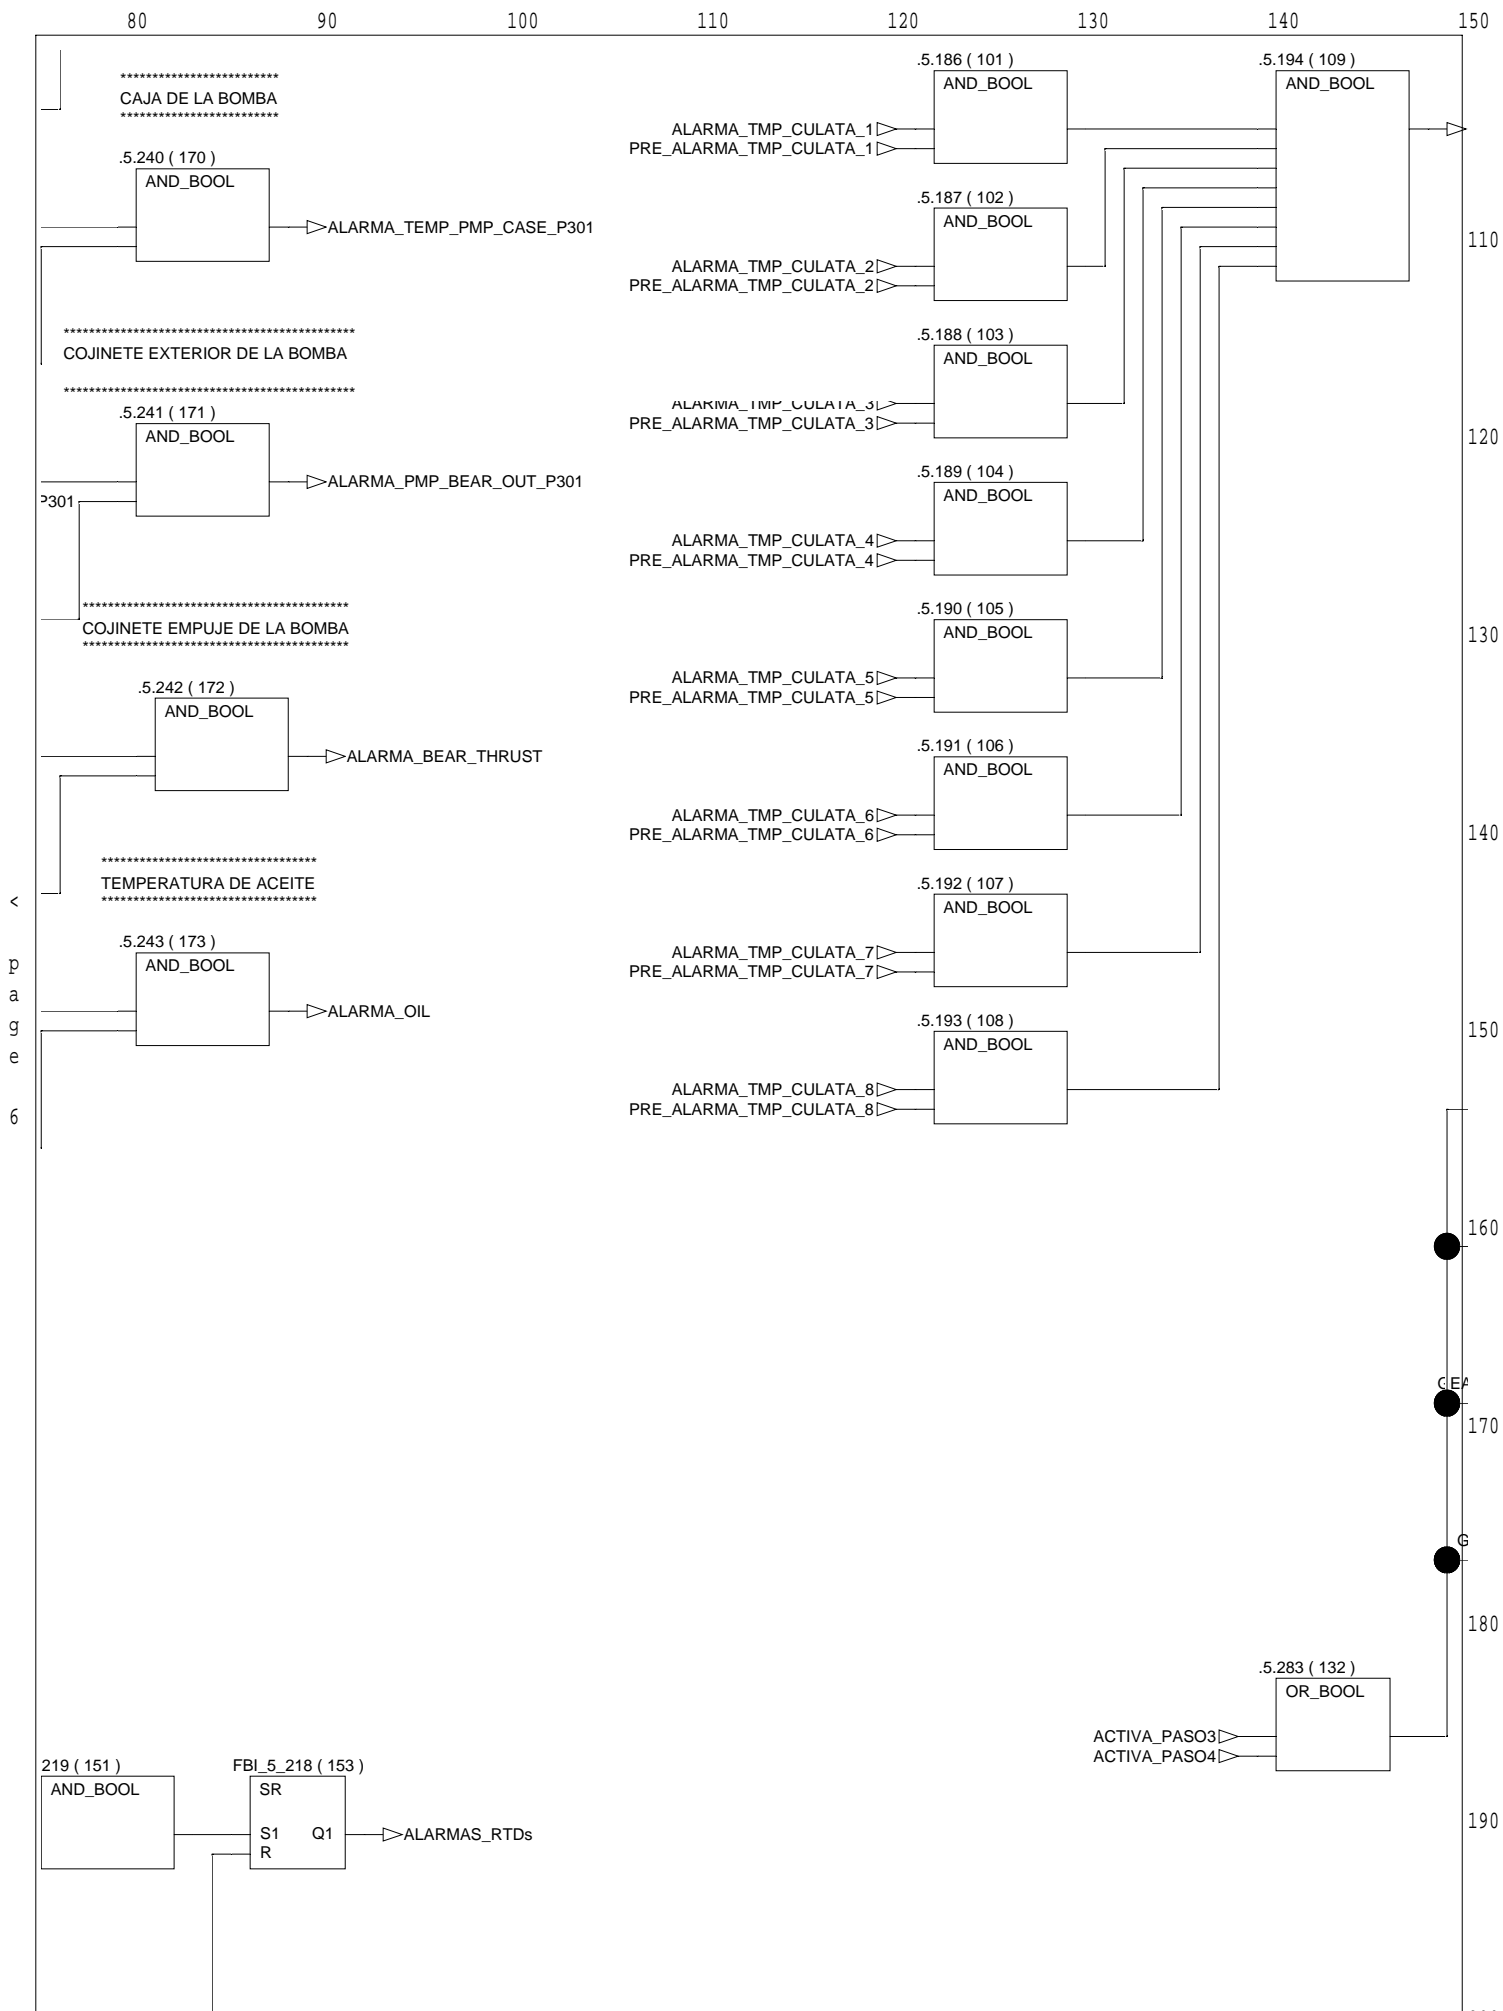 80 90 100 110 120 130 140 150
*************************
CAJA DE LA BOMBA
*************************
.5.240 ( 170 )
AND_BOOL
ALARMA_TEMP_PMP_CASE_P301
**********************************************
COJINETE EXTERIOR DE LA BOMBA
**********************************************
.5.241 ( 171 )
AND_BOOL
ALARMA_PMP_BEAR_OUT_P301
P301
******************************************
COJINETE EMPUJE DE LA BOMBA
******************************************
.5.242 ( 172 )
AND_BOOL
ALARMA_BEAR_THRUST
**********************************
TEMPERATURA DE ACEITE
**********************************
.5.243 ( 173 )
AND_BOOL
ALARMA_OIL
< page 6
219 ( 151 )
AND_BOOL
FBI_5_218 ( 153 )
SR
S1 Q1
R
ALARMAS_RTDs
.5.186 ( 101 )
AND_BOOL
ALARMA_TMP_CULATA_1
PRE_ALARMA_TMP_CULATA_1
.5.187 ( 102 )
AND_BOOL
ALARMA_TMP_CULATA_2
PRE_ALARMA_TMP_CULATA_2
.5.188 ( 103 )
AND_BOOL
ALARMA_TMP_CULATA_3
PRE_ALARMA_TMP_CULATA_3
.5.189 ( 104 )
AND_BOOL
ALARMA_TMP_CULATA_4
PRE_ALARMA_TMP_CULATA_4
.5.190 ( 105 )
AND_BOOL
ALARMA_TMP_CULATA_5
PRE_ALARMA_TMP_CULATA_5
.5.191 ( 106 )
AND_BOOL
ALARMA_TMP_CULATA_6
PRE_ALARMA_TMP_CULATA_6
.5.192 ( 107 )
AND_BOOL
ALARMA_TMP_CULATA_7
PRE_ALARMA_TMP_CULATA_7
.5.193 ( 108 )
AND_BOOL
ALARMA_TMP_CULATA_8
PRE_ALARMA_TMP_CULATA_8
.5.194 ( 109 )
AND_BOOL
.5.283 ( 132 )
OR_BOOL
ACTIVA_PASO3
ACTIVA_PASO4
G
110
120
130
140
150
160
170
180
190